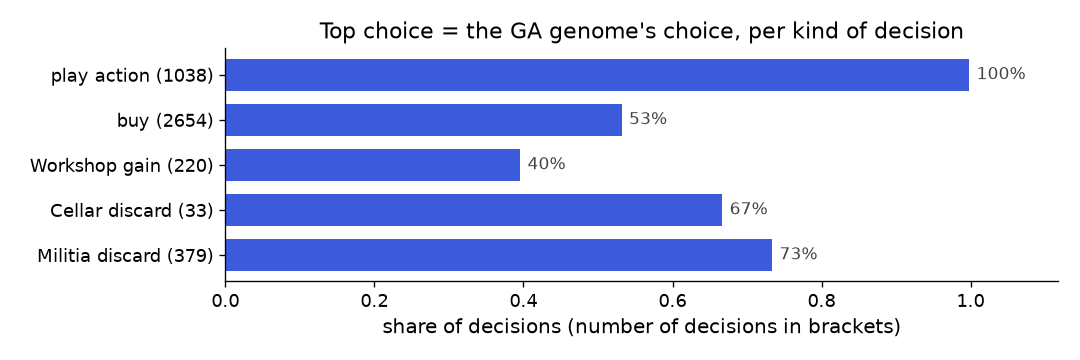 Top choice = the GA genome's choice, per kind of decision
play action (1038)
100%
buy (2654)
53%
Workshop gain (220)
40%
Cellar discard (33)
67%
Militia discard (379)
73%
0.0 0.2 0.4 0.6 0.8 1.0
share of decisions (number of decisions in brackets)